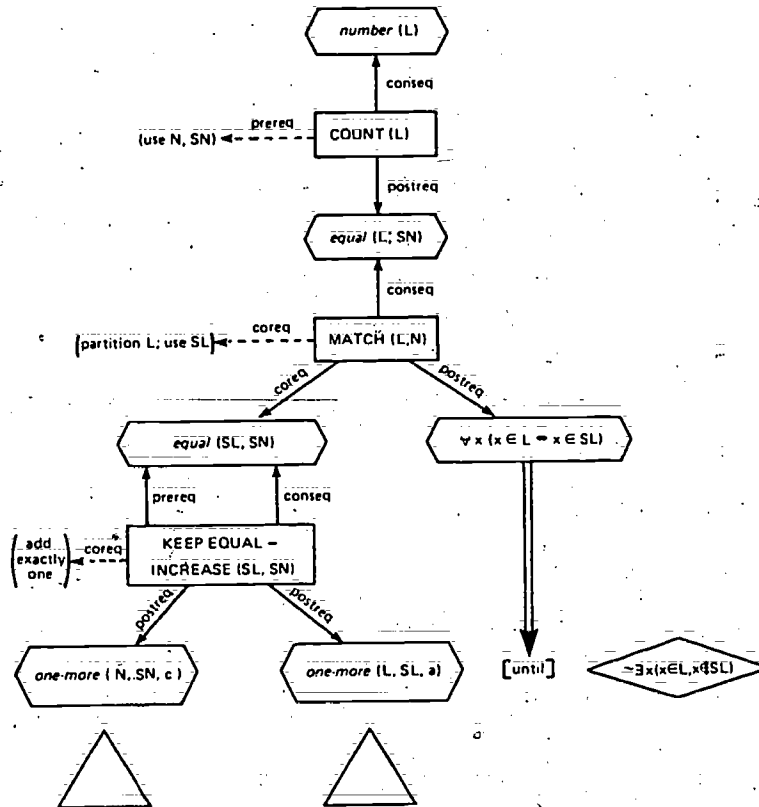 number (L)
conseq
prereq
(use N, SN)
COUNT (L)
postreq
equal (L, SN)
conseq
coreq
(partition L; use SL)
MATCH (L,N)
coreq
postreq
equal (SL, SN)
∀ x (x ∈ L ⇒ x ∈ SL)
prereq
conseq
(add
exactly
one)
coreq
KEEP EQUAL –
INCREASE (SL, SN)
postreq
postreq
one-more (N, SN, c)
one-more (L, SL, a)
[until]
~∃x(x∈L,x∉SL)